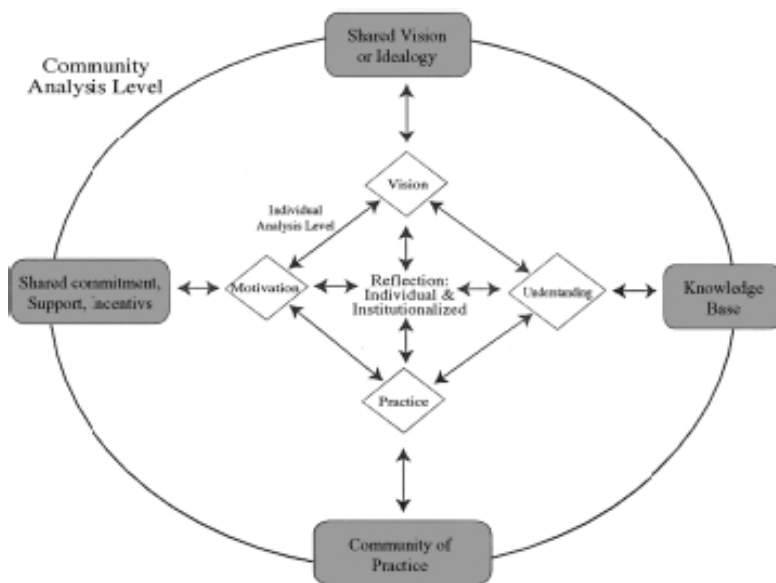 Shared Vision
or Idealogy
Community
Analysis Level
Vision
Individual
Analysis Level
Shared commitment,
Support, incentivs
Motivation
Reflection:
Individual &
Institutionalized
Understanding
Knowledge
Base
Practice
Community of
Practice